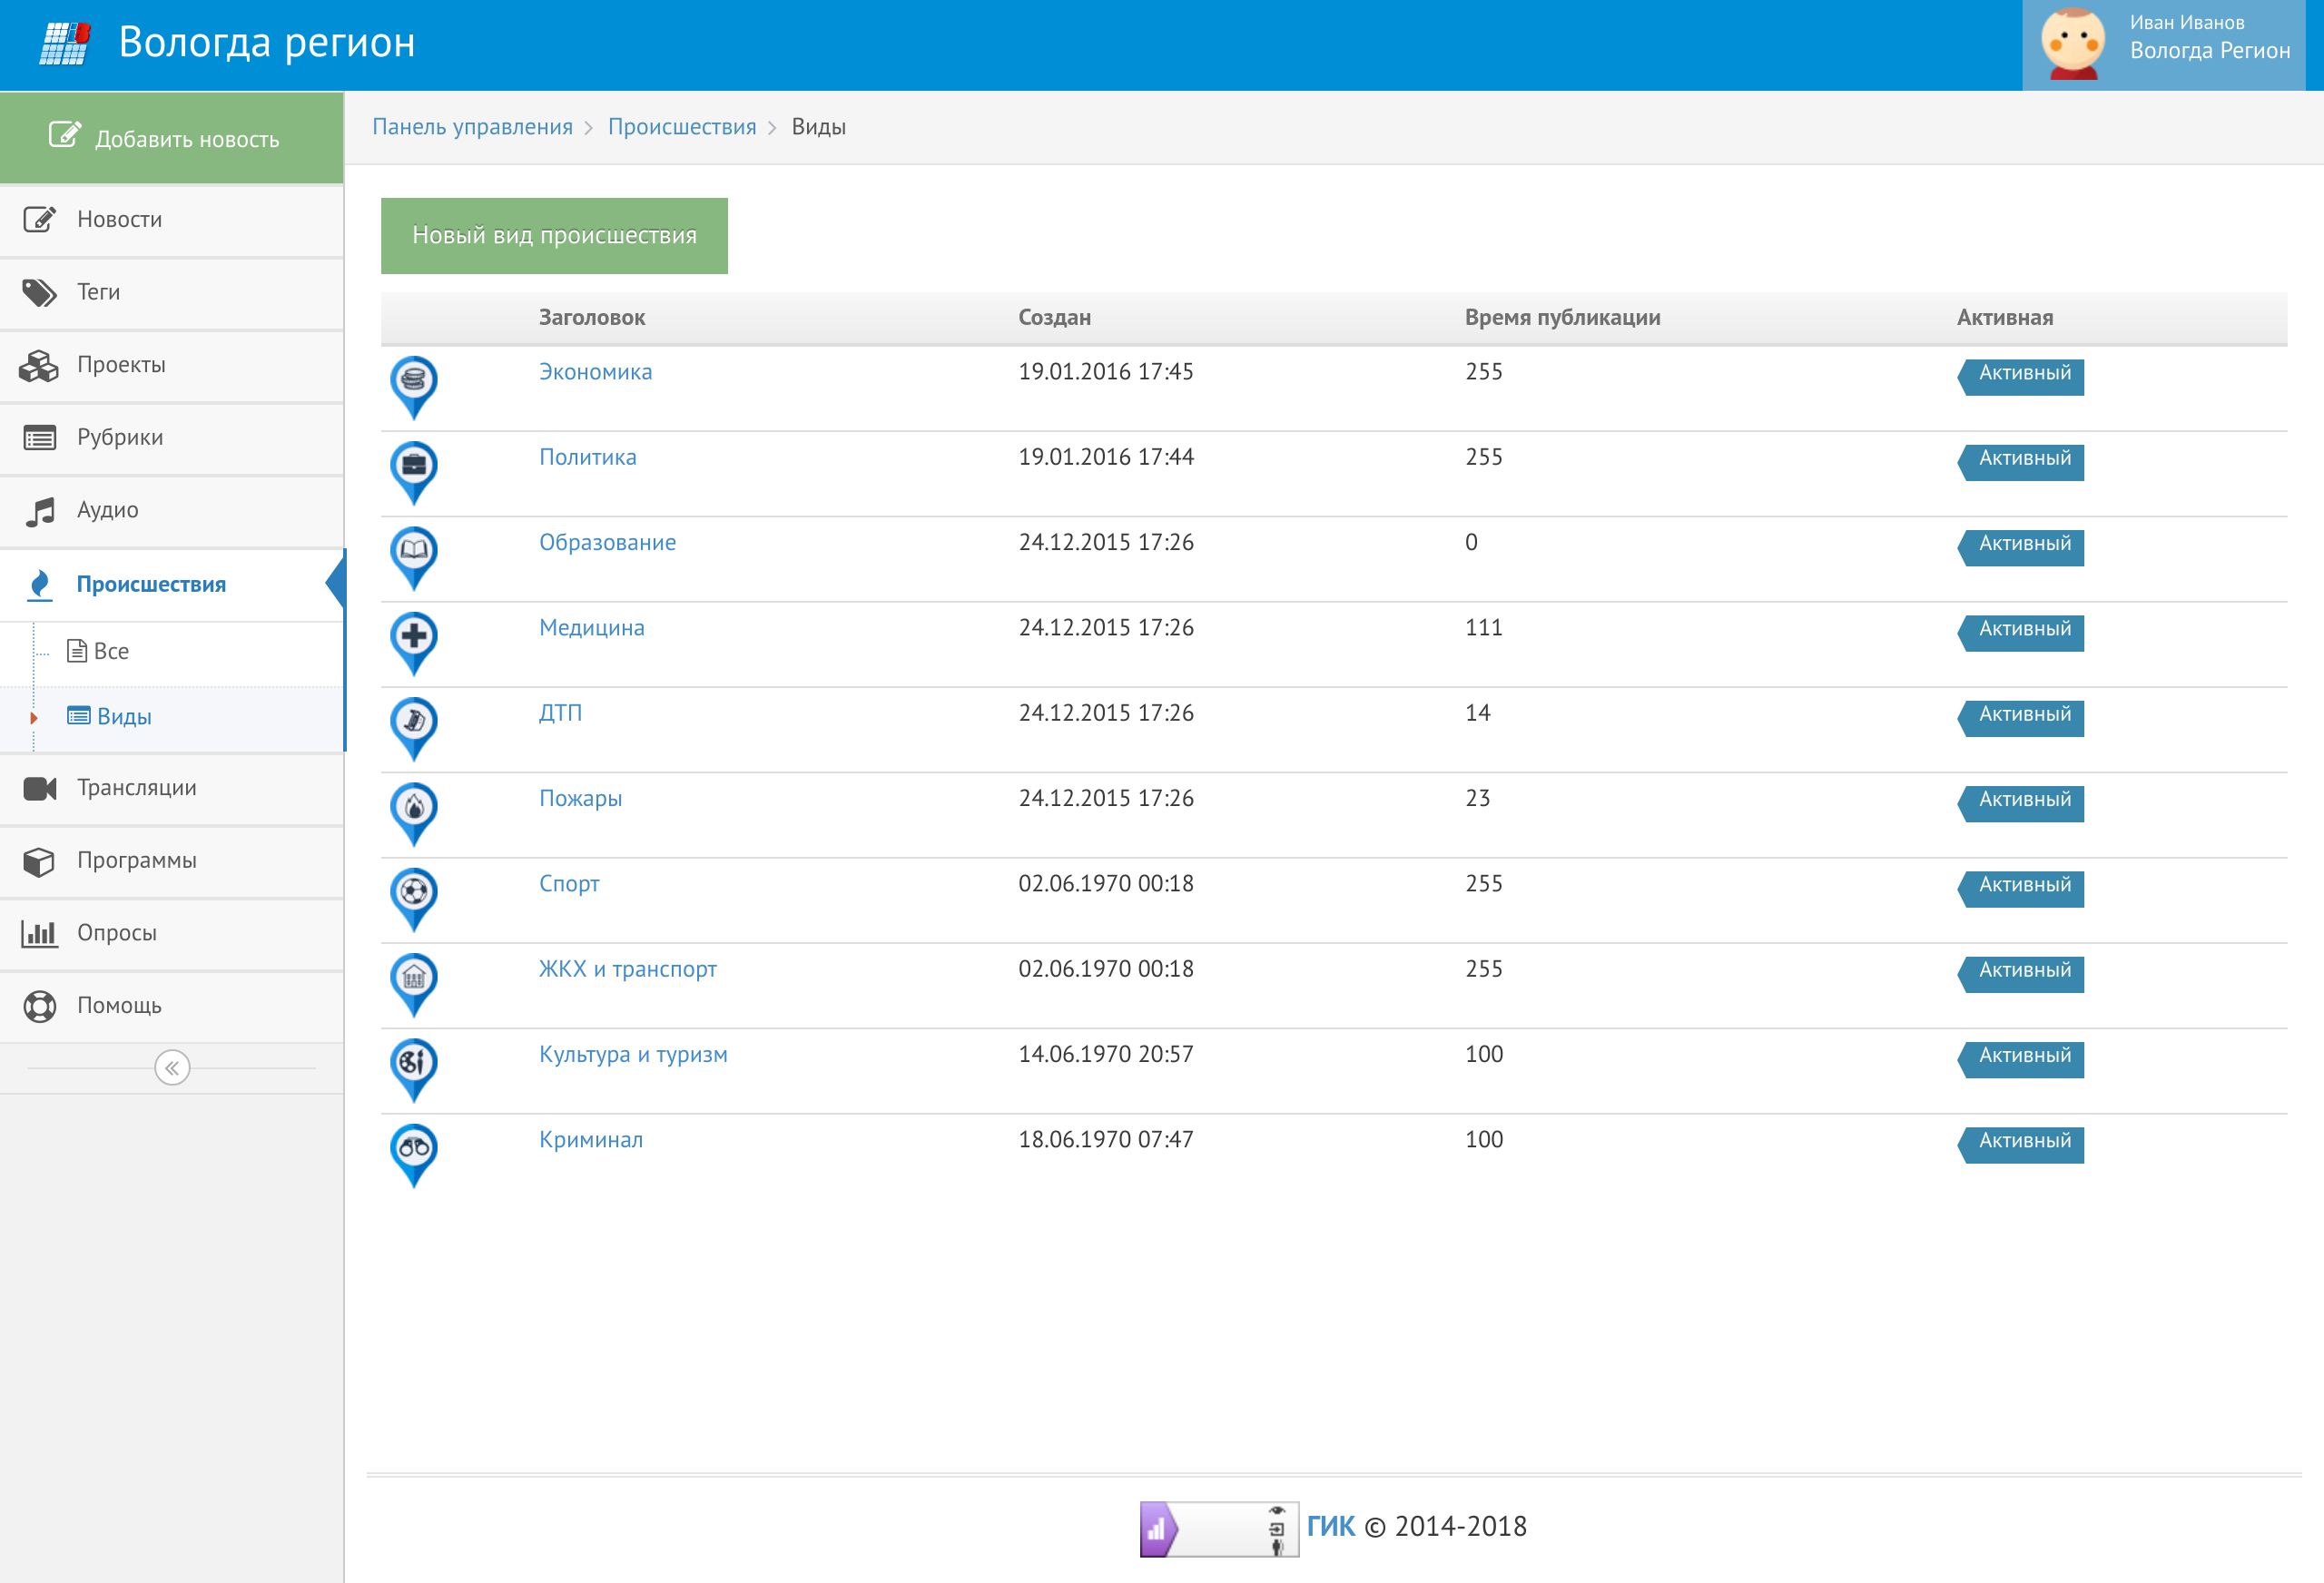 Вологда регион
Иван Иванов
Вологда Регион
Добавить новость
Новости
Теги
Проекты
Рубрики
Аудио
Происшествия
Все
Виды
Трансляции
Программы
Опросы
Помощь
Панель управления > Происшествия > Виды
Новый вид происшествия
Заголовок Создан Время публикации Активная
Экономика 19.01.2016 17:45 255 Активный
Политика 19.01.2016 17:44 255 Активный
Образование 24.12.2015 17:26 0 Активный
Медицина 24.12.2015 17:26 111 Активный
ДТП 24.12.2015 17:26 14 Активный
Пожары 24.12.2015 17:26 23 Активный
Спорт 02.06.1970 00:18 255 Активный
ЖКХ и транспорт 02.06.1970 00:18 255 Активный
Культура и туризм 14.06.1970 20:57 100 Активный
Криминал 18.06.1970 07:47 100 Активный
ГИК © 2014-2018